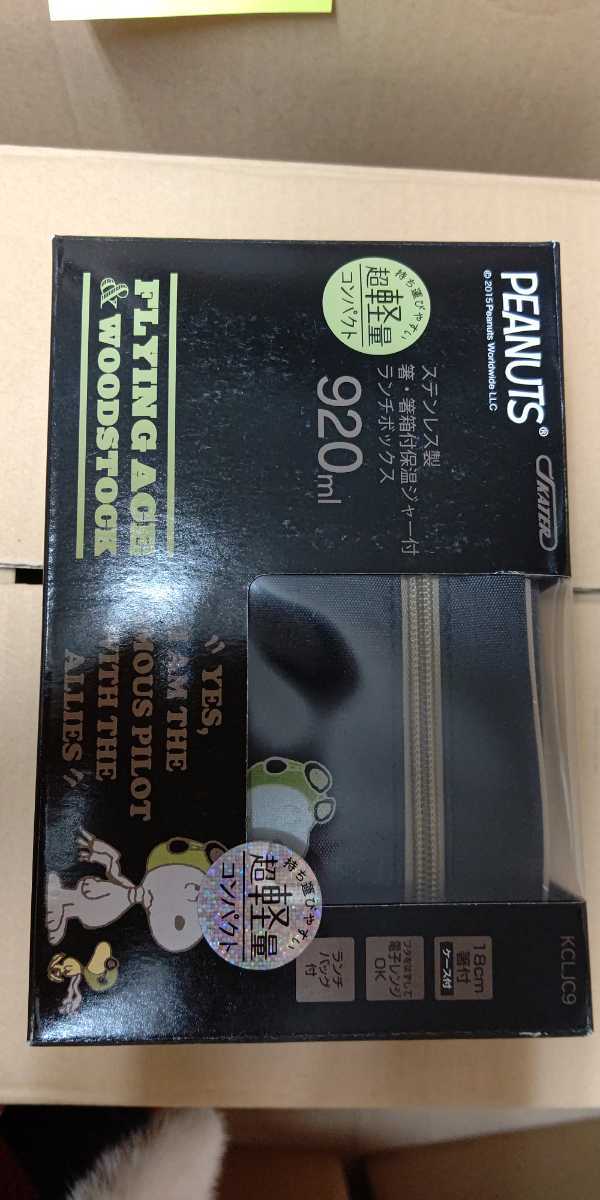 PEANUTS®
© 2015 Peanuts Worldwide LLC
SKATER
持ち運びやすい
超軽量
コンパクト
ステンレス製
箸・箸箱付保温ジャー付
ランチボックス
920ml
FLYING ACE
& WOODSTOCK
"YES,
I AM THE
MOUS PILOT
WITH THE
ALLIES"
持ち運びやすい
超軽量
コンパクト
KCLJC9
18cm
箸付
ケース付
フタをはずして
電子レンジ
OK
ランチ
バッグ
付